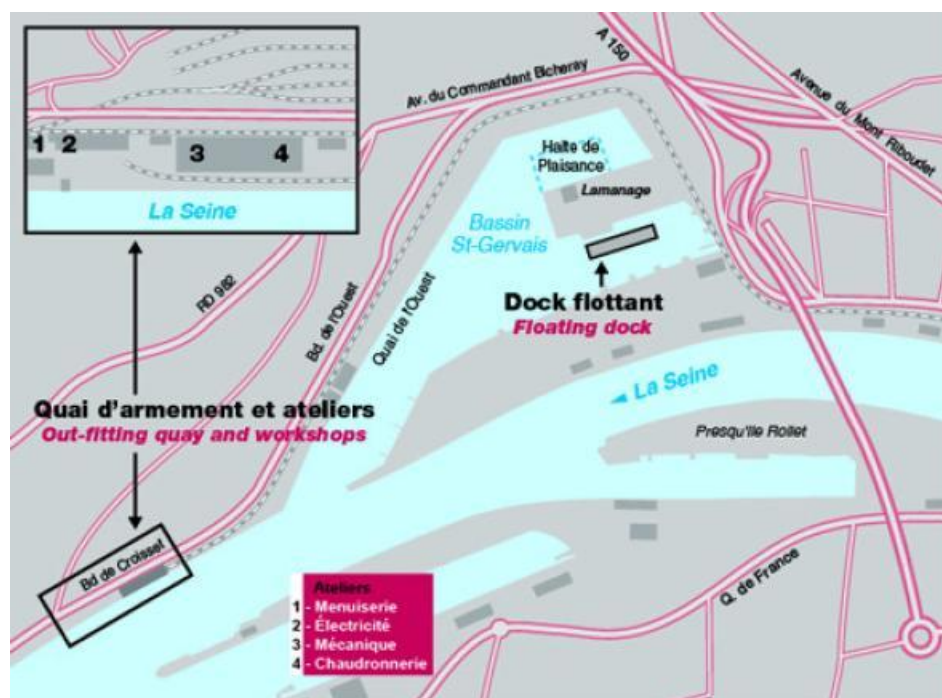 A 150
Av. du Commandant Bicheray
Avenue du Mont Riboudet
1 2
3 4
La Seine
Halte de
Plaisance
Lamanage
Bassin
St-Gervais
RD 982
Bd. de l'Ouest
Quai de l'Ouest
Dock flottant
Floating dock
La Seine
Quai d'armement et ateliers
Out-fitting quay and workshops
Presqu'ile Rollet
Bd de Croisset
Q. de France
Ateliers
1 - Menuiserie
2 - Électricité
3 - Mécanique
4 - Chaudronnerie